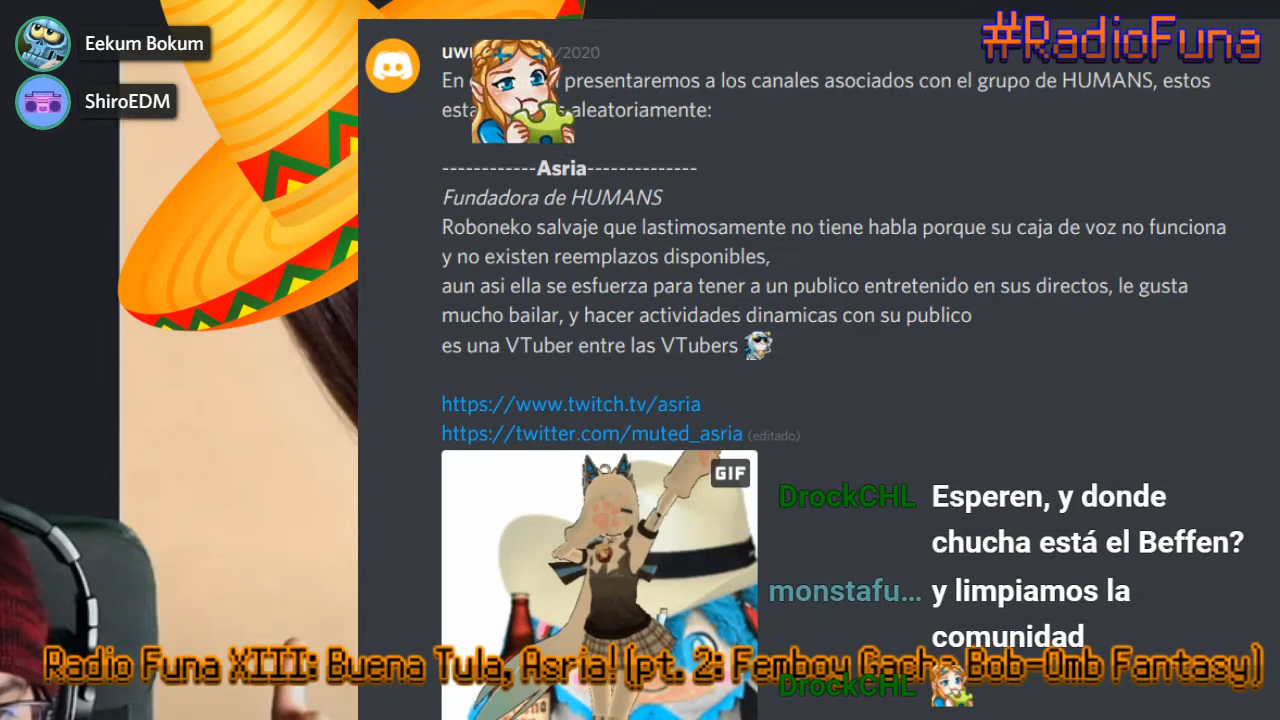 Eekum Bokum
ShiroEDM
#RadioFuna
/2020
En presentaremos a los canales asociados con el grupo de HUMANS, estos
aleatoriamente:
------------Asria--------------
Fundadora de HUMANS
Roboneko salvaje que lastimosamente no tiene habla porque su caja de voz no funciona
y no existen reemplazos disponibles,
aun asi ella se esfuerza para tener a un publico entretenido en sus directos, le gusta
mucho bailar, y hacer actividades dinamicas con su publico
es una VTuber entre las VTubers
https://www.twitch.tv/asria
https://twitter.com/muted_asria (editado)
GIF
DrockCHL Esperen, y donde
chucha está el Beffen?
monstafu... y limpiamos la
comunidad
Radio Funa XIII: Buena Tula, Asria! (pt. 2: Femboy Gacha Bob-Omb Fantasy)
DrockCHL